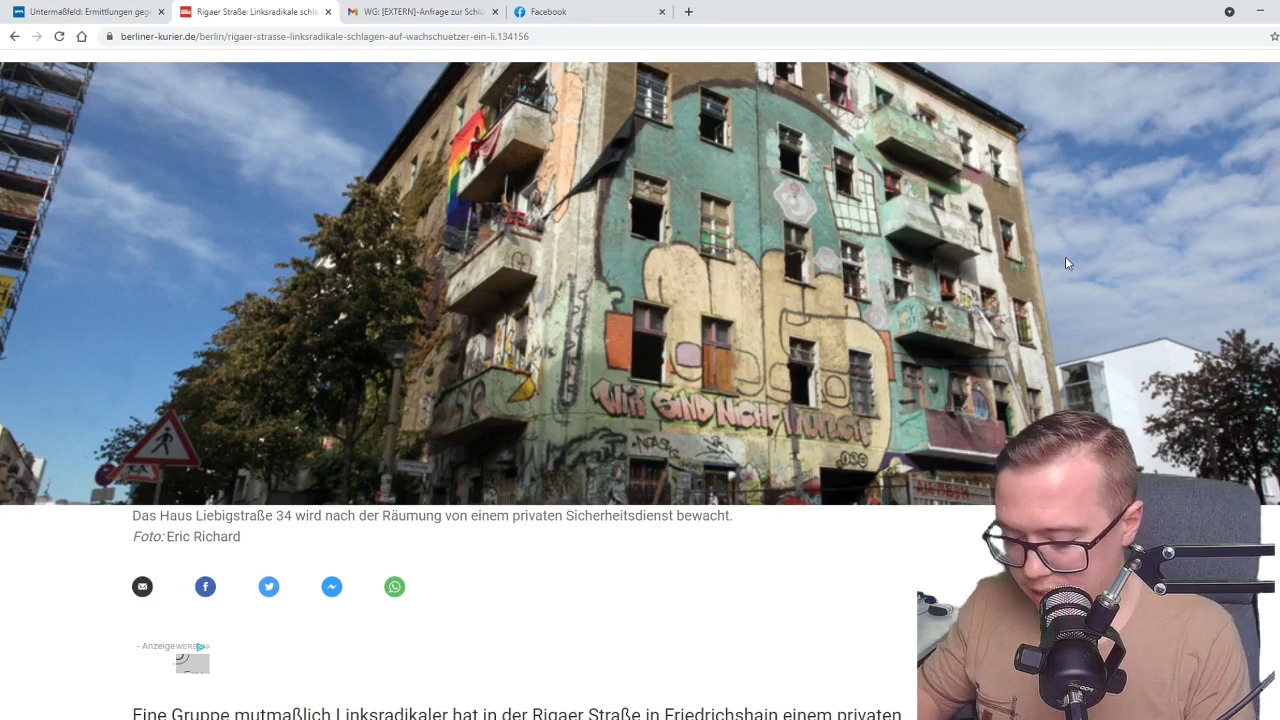 Untermaßfeld: Ermittlungen geg
Rigaer Straße: Linksradikale schla
WG: [EXTERN]-Anfrage zur Schlü
Facebook
berliner-kurier.de/berlin/rigaer-strasse-linksradikale-schlagen-auf-wachschuetzer-ein-li.134156
WIR SIND NICHT
Das Haus Liebigstraße 34 wird nach der Räumung von einem privaten Sicherheitsdienst bewacht.
Foto: Eric Richard
- Anzeige
Eine Gruppe mutmaßlich Linksradikaler hat in der Rigaer Straße in Friedrichshain einem privaten